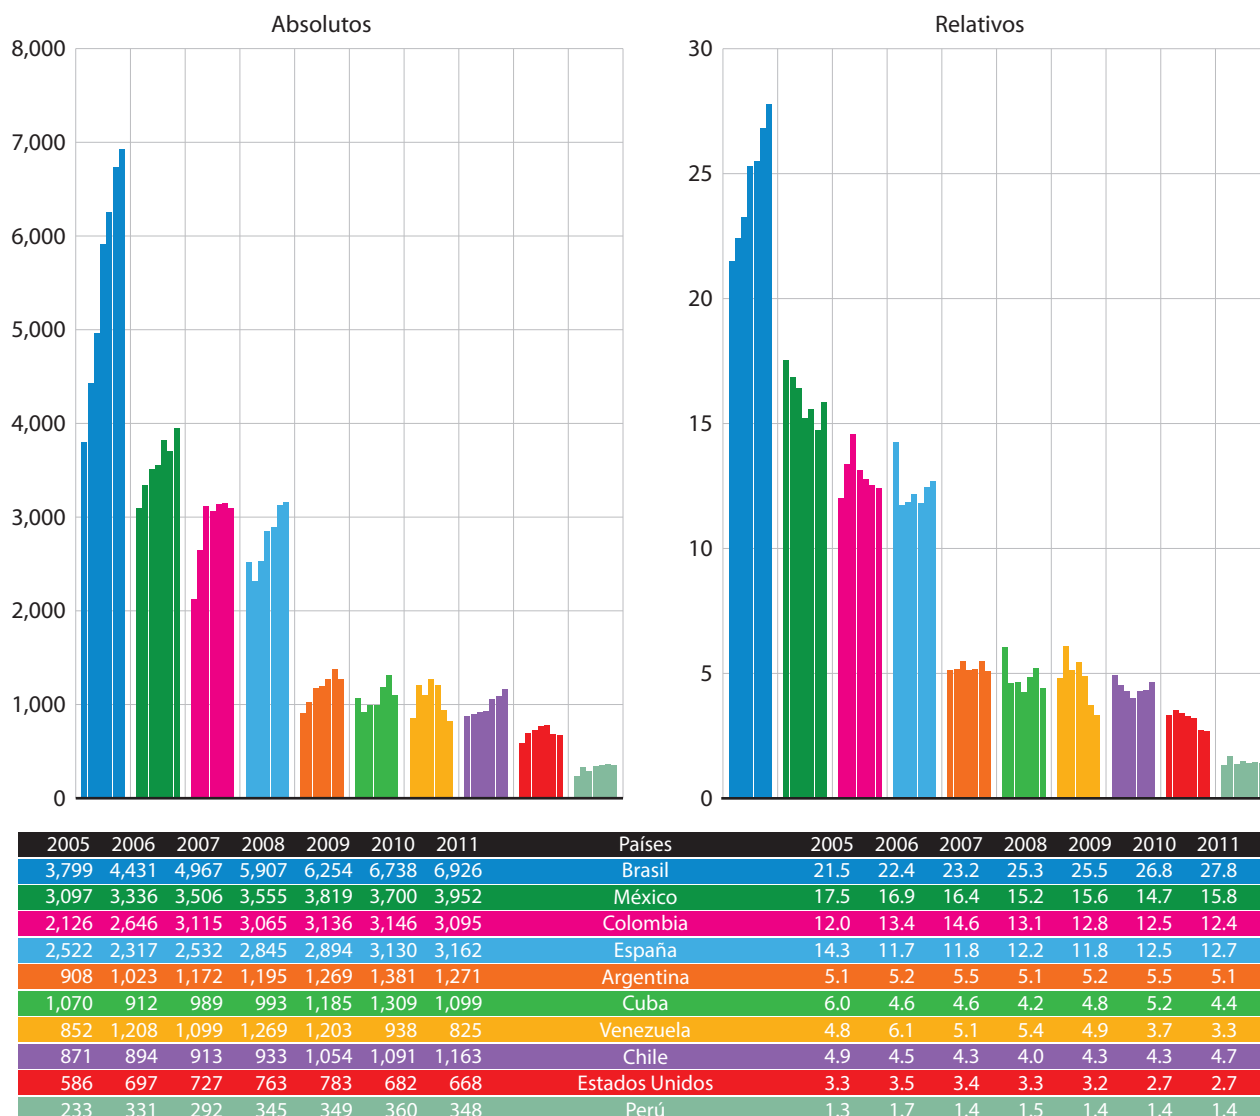 Absolutos
8,000
7,000
6,000
5,000
4,000
3,000
2,000
1,000
0
Relativos
30
25
20
15
10
5
0
2005 2006 2007 2008 2009 2010 2011 Países 2005 2006 2007 2008 2009 2010 2011
3,799 4,431 4,967 5,907 6,254 6,738 6,926 Brasil 21.5 22.4 23.2 25.3 25.5 26.8 27.8
3,097 3,336 3,506 3,555 3,819 3,700 3,952 México 17.5 16.9 16.4 15.2 15.6 14.7 15.8
2,126 2,646 3,115 3,065 3,136 3,146 3,095 Colombia 12.0 13.4 14.6 13.1 12.8 12.5 12.4
2,522 2,317 2,532 2,845 2,894 3,130 3,162 España 14.3 11.7 11.8 12.2 11.8 12.5 12.7
908 1,023 1,172 1,195 1,269 1,381 1,271 Argentina 5.1 5.2 5.5 5.1 5.2 5.5 5.1
1,070 912 989 993 1,185 1,309 1,099 Cuba 6.0 4.6 4.6 4.2 4.8 5.2 4.4
852 1,208 1,099 1,269 1,203 938 825 Venezuela 4.8 6.1 5.1 5.4 4.9 3.7 3.3
871 894 913 933 1,054 1,091 1,163 Chile 4.9 4.5 4.3 4.0 4.3 4.3 4.7
586 697 727 763 783 682 668 Estados Unidos 3.3 3.5 3.4 3.3 3.2 2.7 2.7
233 331 292 345 349 360 348 Perú 1.3 1.7 1.4 1.5 1.4 1.4 1.4